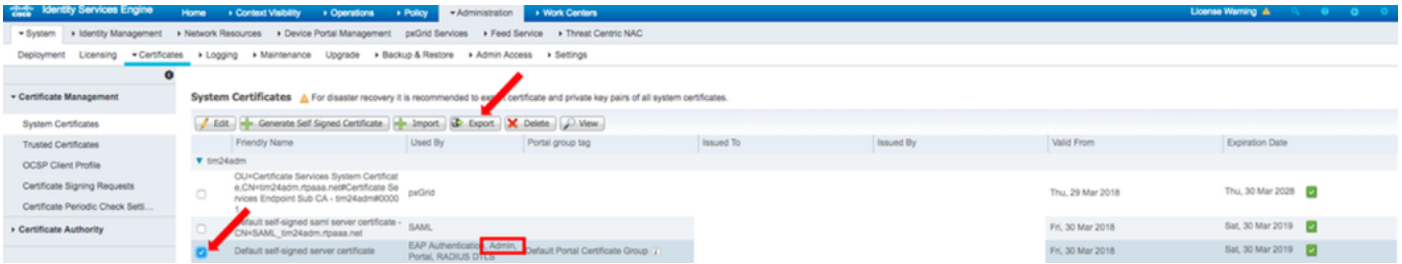 CISCO Identity Services Engine Home Context Visibility Operations Policy Administration Work Centers License Warning
System Identity Management Network Resources Device Portal Management pxGrid Services Feed Service Threat Centric NAC
Deployment Licensing Certificates Logging Maintenance Upgrade Backup & Restore Admin Access Settings
Certificate Management
System Certificates
Trusted Certificates
OCSP Client Profile
Certificate Signing Requests
Certificate Periodic Check Setti...
Certificate Authority
System Certificates For disaster recovery it is recommended to export certificate and private key pairs of all system certificates.
Edit Generate Self Signed Certificate Import Export Delete View
Friendly Name Used By Portal group tag Issued To Issued By Valid From Expiration Date
tim24adm
OU=Certificate Services System Certificat
e,CN=tim24adm.rtpaaa.net#Certificate Se
rvices Endpoint Sub CA - tim24adm#0000
1
pxGrid
Thu, 29 Mar 2018
Thu, 30 Mar 2028
Default self-signed saml server certificate -
CN=SAML_tim24adm.rtpaaa.net
SAML
Fri, 30 Mar 2018
Sat, 30 Mar 2019
Default self-signed server certificate
EAP Authentication, Admin,
Portal, RADIUS DTLS
Default Portal Certificate Group
Fri, 30 Mar 2018
Sat, 30 Mar 2019